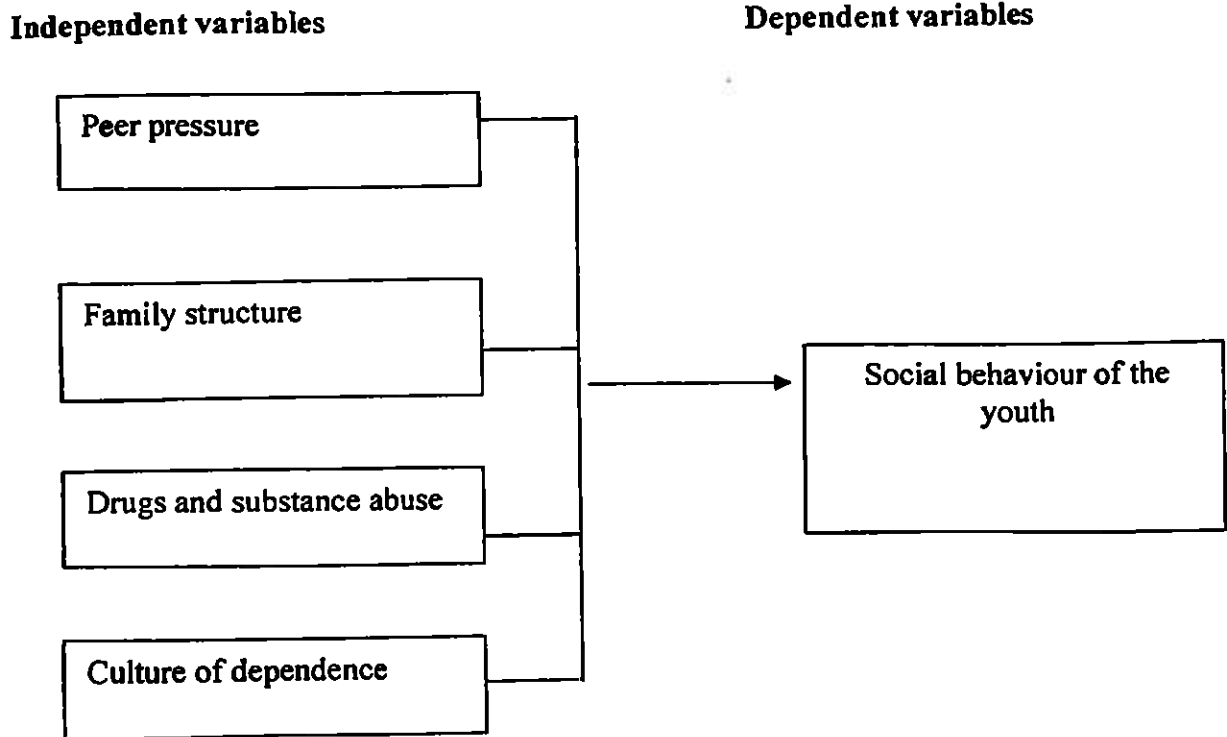 Independent variables
Dependent variables
Peer pressure
Family structure
Drugs and substance abuse
Culture of dependence
Social behaviour of the
youth